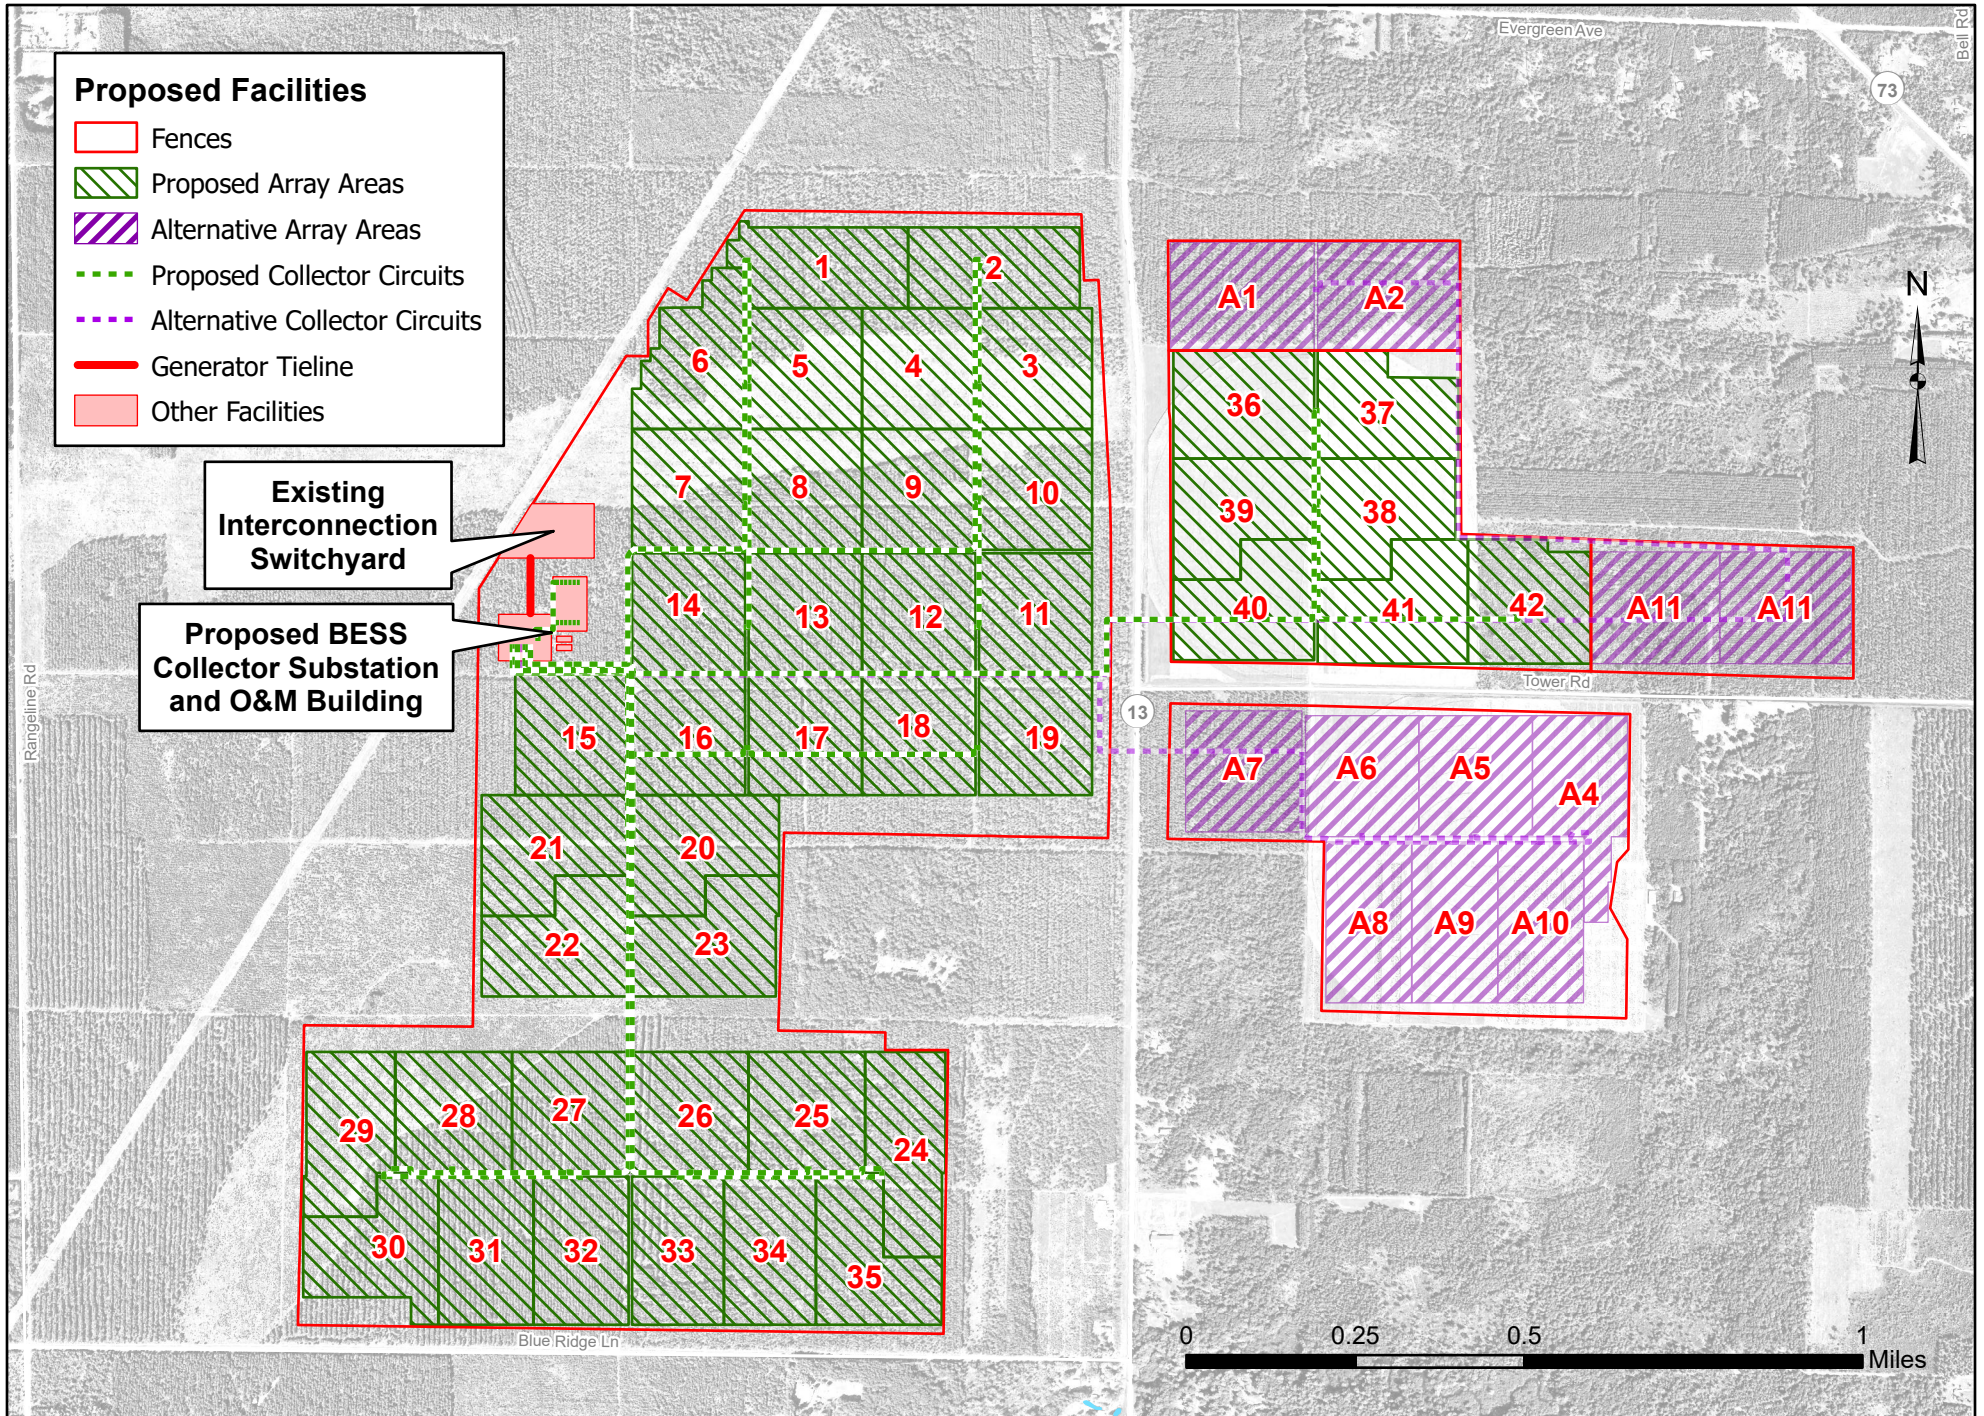 Evergreen Ave
Bell Rd
73
Proposed Facilities
Fences
Proposed Array Areas
Alternative Array Areas
Proposed Collector Circuits
Alternative Collector Circuits
Generator Tieline
Other Facilities
N
1
2
A1
A2
6
5
4
3
36
37
7
8
9
10
39
38
Existing
Interconnection
Switchyard
14
13
12
11
40
41
42
A11
A11
Proposed BESS
Collector Substation
and O&M Building
Rangeline Rd
Tower Rd
13
15
16
17
18
19
A7
A6
A5
A4
21
20
22
23
A8
A9
A10
29
28
27
26
25
24
30
31
32
33
34
35
Blue Ridge Ln
0
0.25
0.5
1
Miles